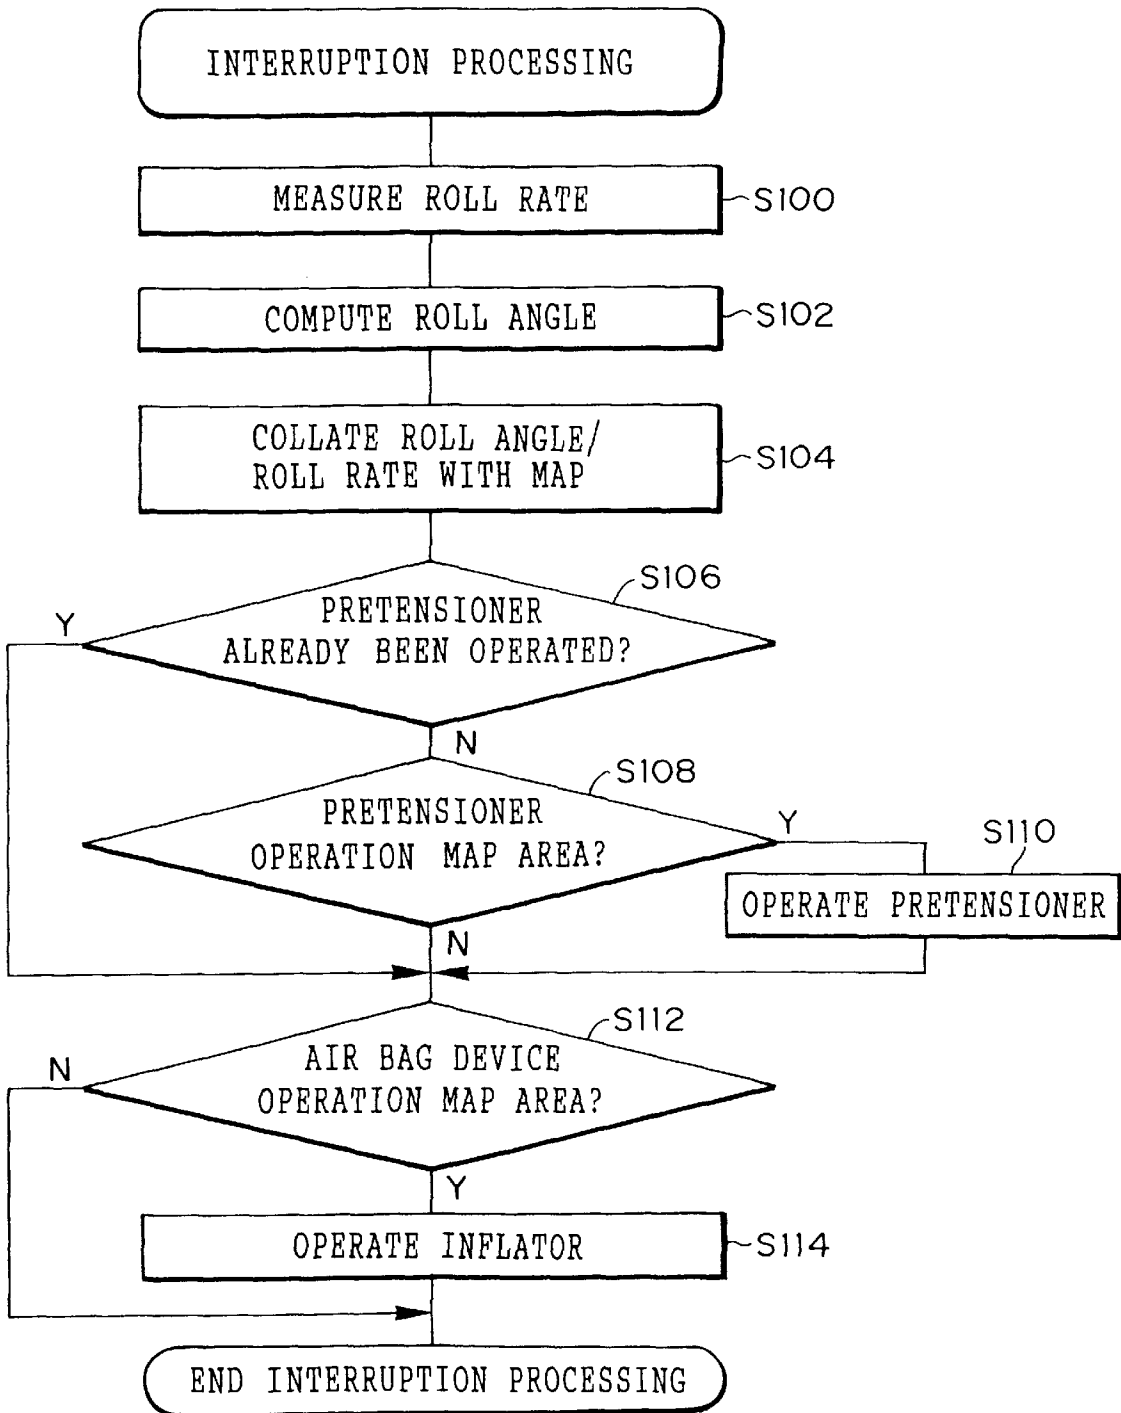 INTERRUPTION PROCESSING
MEASURE ROLL RATE
S100
COMPUTE ROLL ANGLE
S102
COLLATE ROLL ANGLE/
ROLL RATE WITH MAP
S104
S106
PRETENSIONER
ALREADY BEEN OPERATED?
Y
N
S108
PRETENSIONER
OPERATION MAP AREA?
Y
S110
OPERATE PRETENSIONER
N
S112
AIR BAG DEVICE
OPERATION MAP AREA?
N
Y
OPERATE INFLATOR
S114
END INTERRUPTION PROCESSING